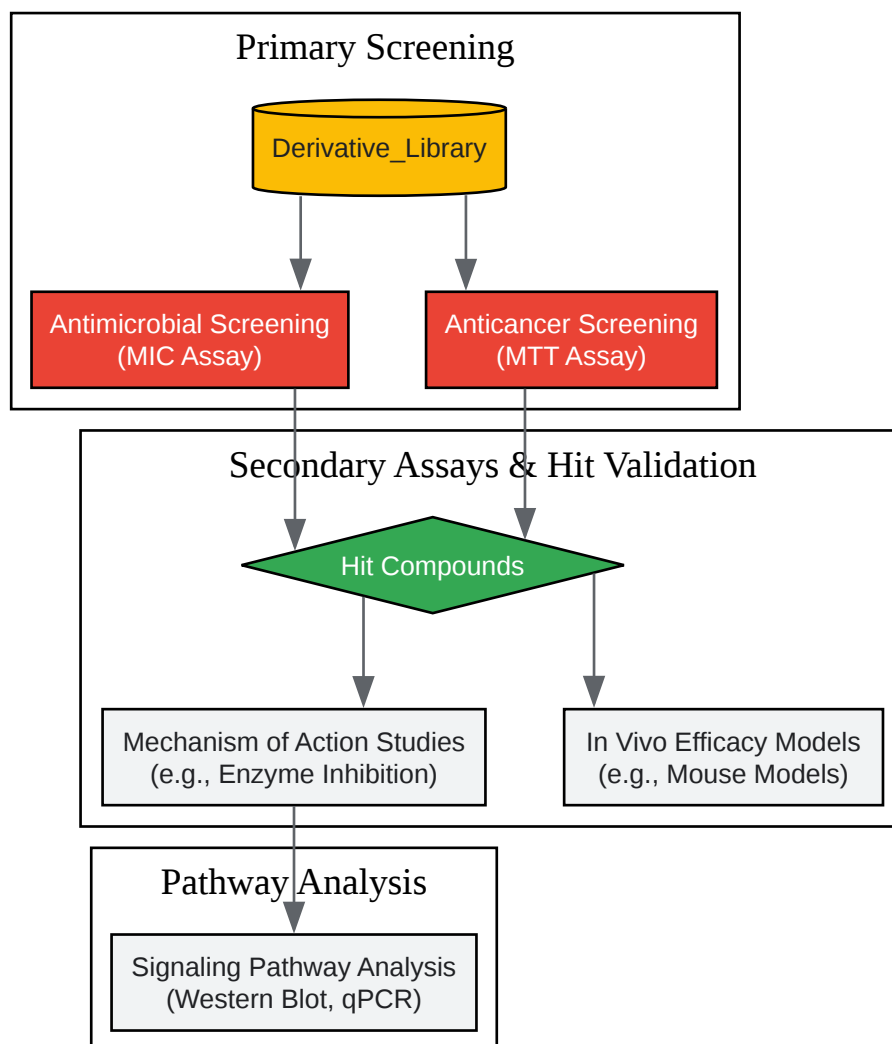 Primary Screening
Derivative_Library
Antimicrobial Screening
(MIC Assay)
Anticancer Screening
(MTT Assay)
Secondary Assays & Hit Validation
Hit Compounds
Mechanism of Action Studies
(e.g., Enzyme Inhibition)
In Vivo Efficacy Models
(e.g., Mouse Models)
Pathway Analysis
Signaling Pathway Analysis
(Western Blot, qPCR)